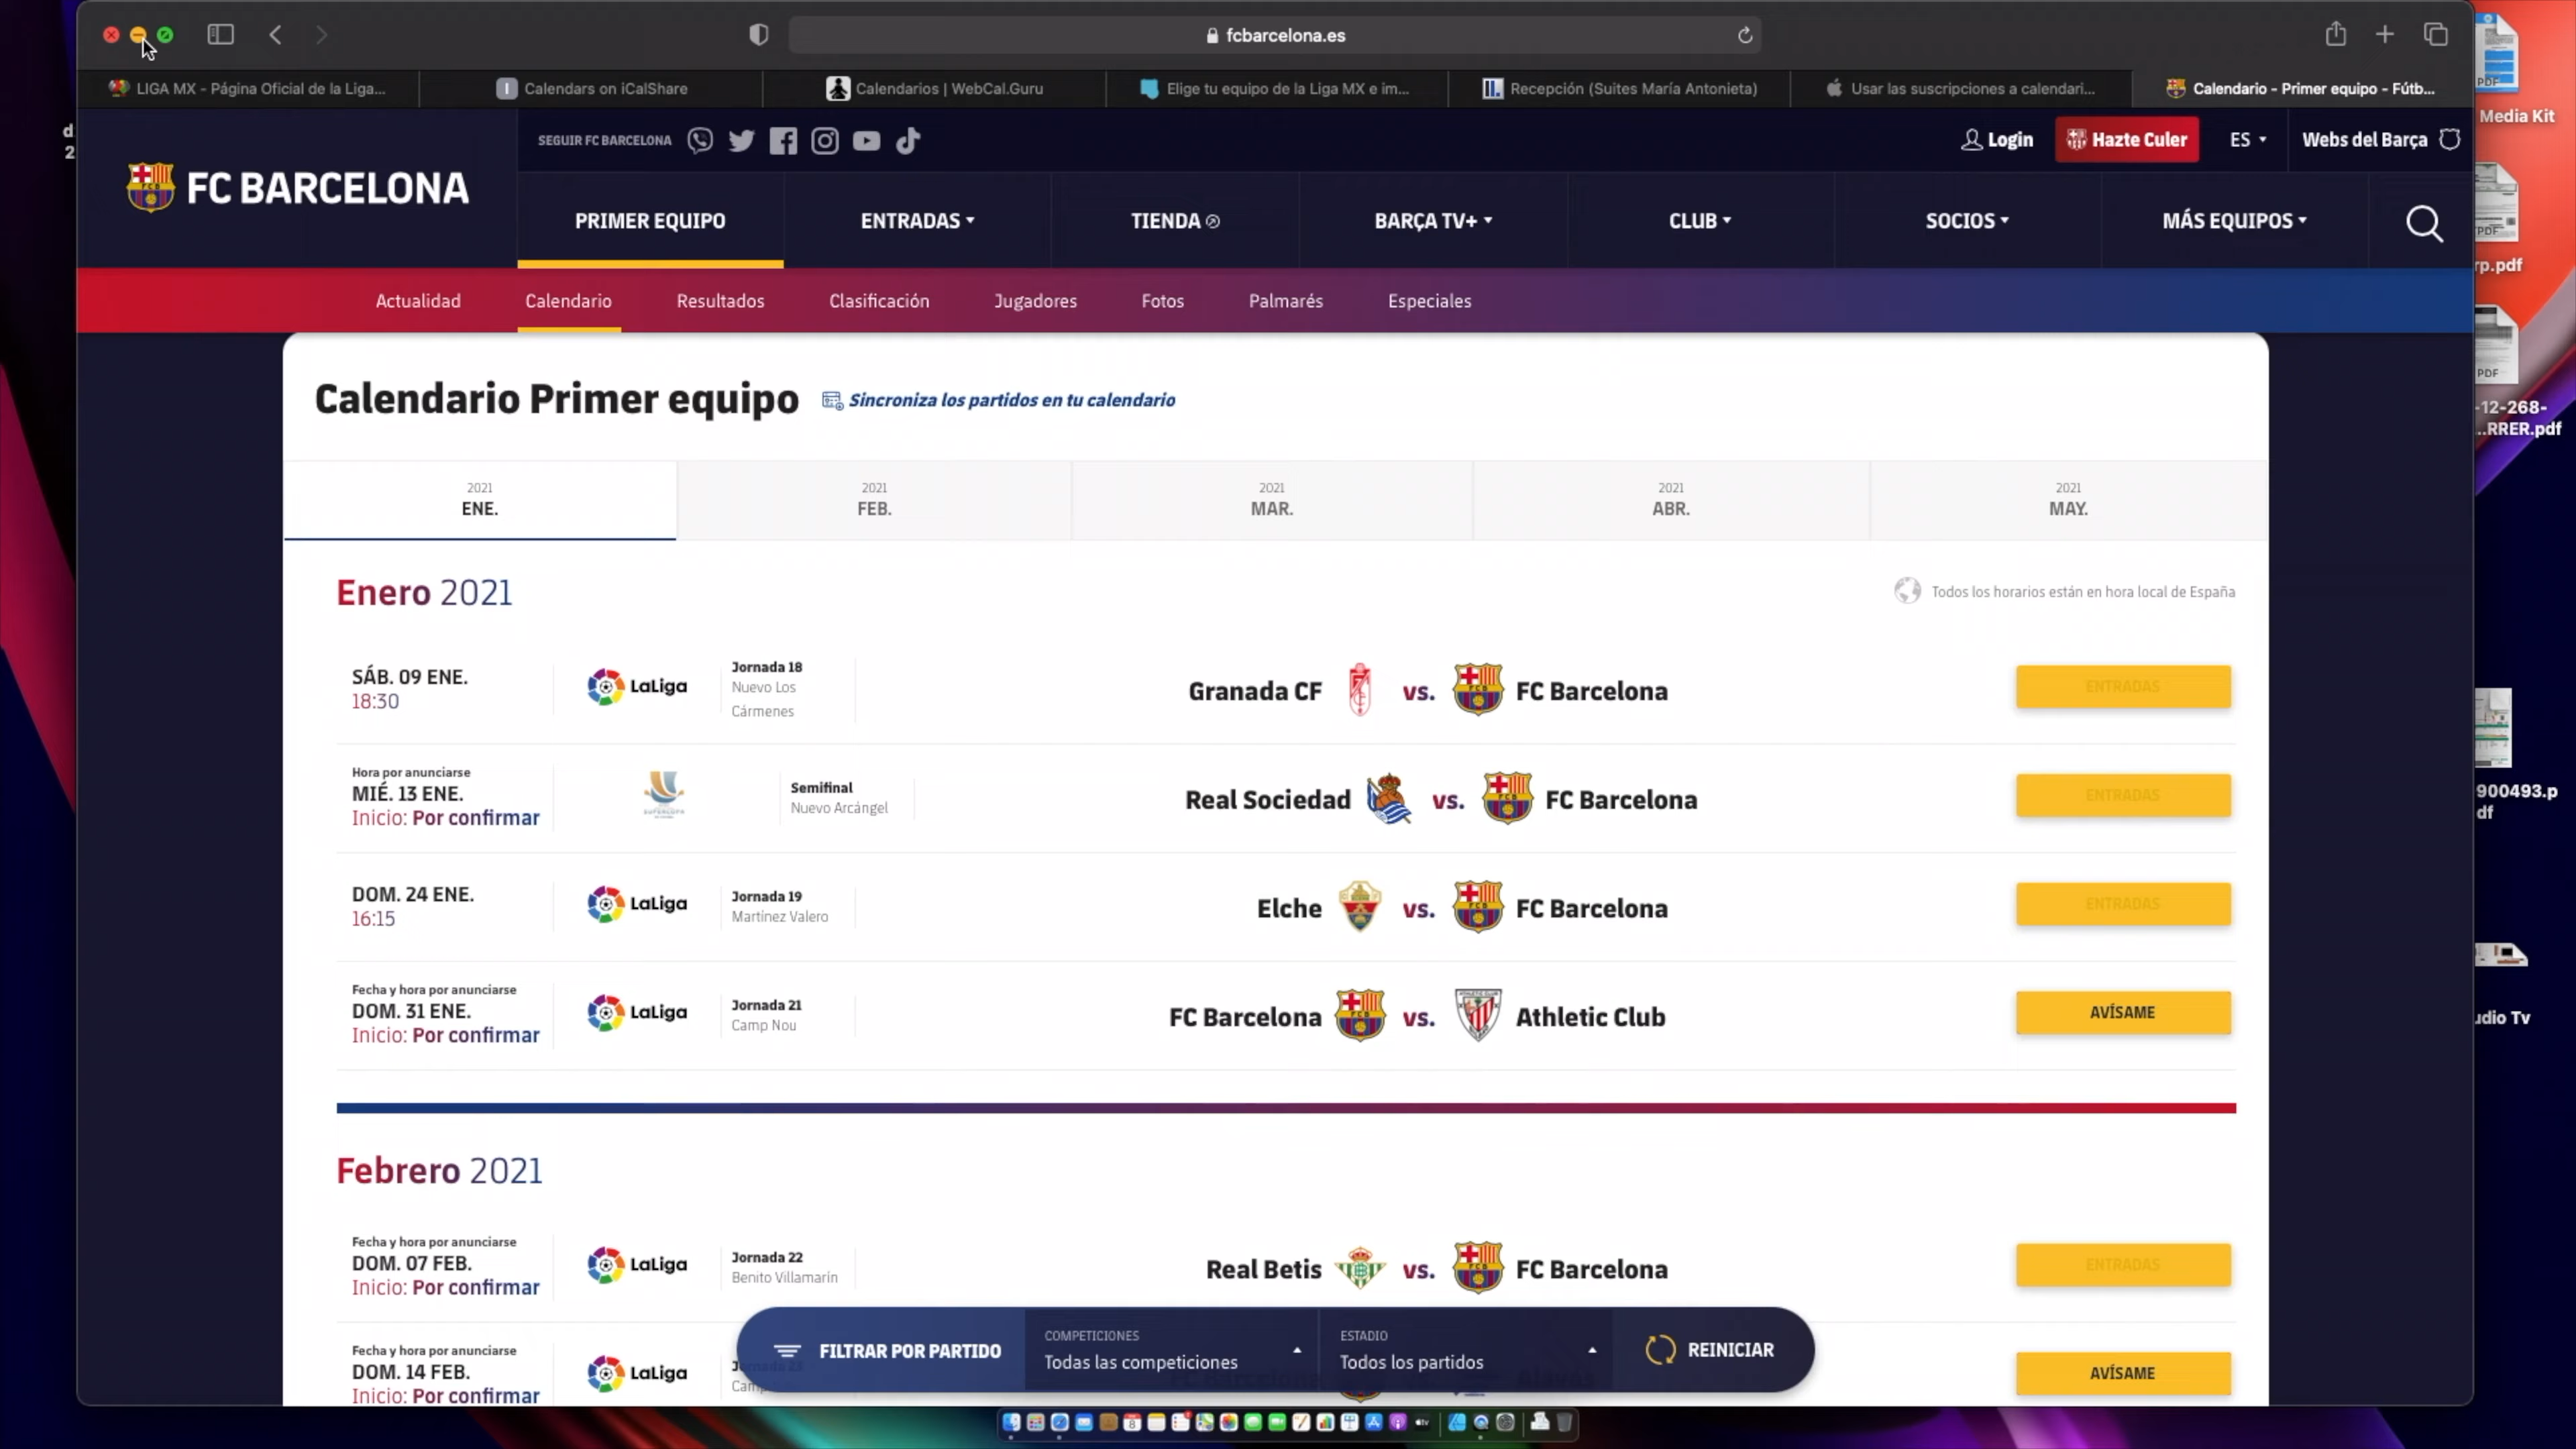 fcbarcelona.es
LIGA MX - Página Oficial de la Liga...
Calendars on iCalShare
Calendarios | WebCal.Guru
Elige tu equipo de la Liga MX e im...
Recepción (Suites María Antonieta)
Usar las suscripciones a calendari...
Calendario - Primer equipo - Fútb...
FC BARCELONA
SEGUIR FC BARCELONA
Login
Hazte Culer
ES
Webs del Barça
PRIMER EQUIPO
ENTRADAS
TIENDA
BARÇA TV+
CLUB
SOCIOS
MÁS EQUIPOS
Actualidad
Calendario
Resultados
Clasificación
Jugadores
Fotos
Palmarés
Especiales
Calendario Primer equipo
Sincroniza los partidos en tu calendario
2021
ENE.
2021
FEB.
2021
MAR.
2021
ABR.
2021
MAY.
Enero 2021
Todos los horarios están en hora local de España
SÁB. 09 ENE.
18:30
LaLiga
Jornada 18
Nuevo Los
Cármenes
Granada CF vs. FC Barcelona
ENTRADAS
Hora por anunciarse
MIÉ. 13 ENE.
Inicio: Por confirmar
Semifinal
Nuevo Arcángel
Real Sociedad vs. FC Barcelona
ENTRADAS
DOM. 24 ENE.
16:15
LaLiga
Jornada 19
Martínez Valero
Elche vs. FC Barcelona
ENTRADAS
Fecha y hora por anunciarse
DOM. 31 ENE.
Inicio: Por confirmar
LaLiga
Jornada 21
Camp Nou
FC Barcelona vs. Athletic Club
AVÍSAME
Febrero 2021
Fecha y hora por anunciarse
DOM. 07 FEB.
Inicio: Por confirmar
LaLiga
Jornada 22
Benito Villamarín
Real Betis vs. FC Barcelona
ENTRADAS
Fecha y hora por anunciarse
DOM. 14 FEB.
Inicio: Por confirmar
LaLiga
AVÍSAME
FILTRAR POR PARTIDO
COMPETICIONES
Todas las competiciones
ESTADIO
Todos los partidos
REINICIAR
d
2
PDF
Media Kit
PDF
rp.pdf
PDF
-12-268-
...RRER.pdf
900493.p
df
udio Tv